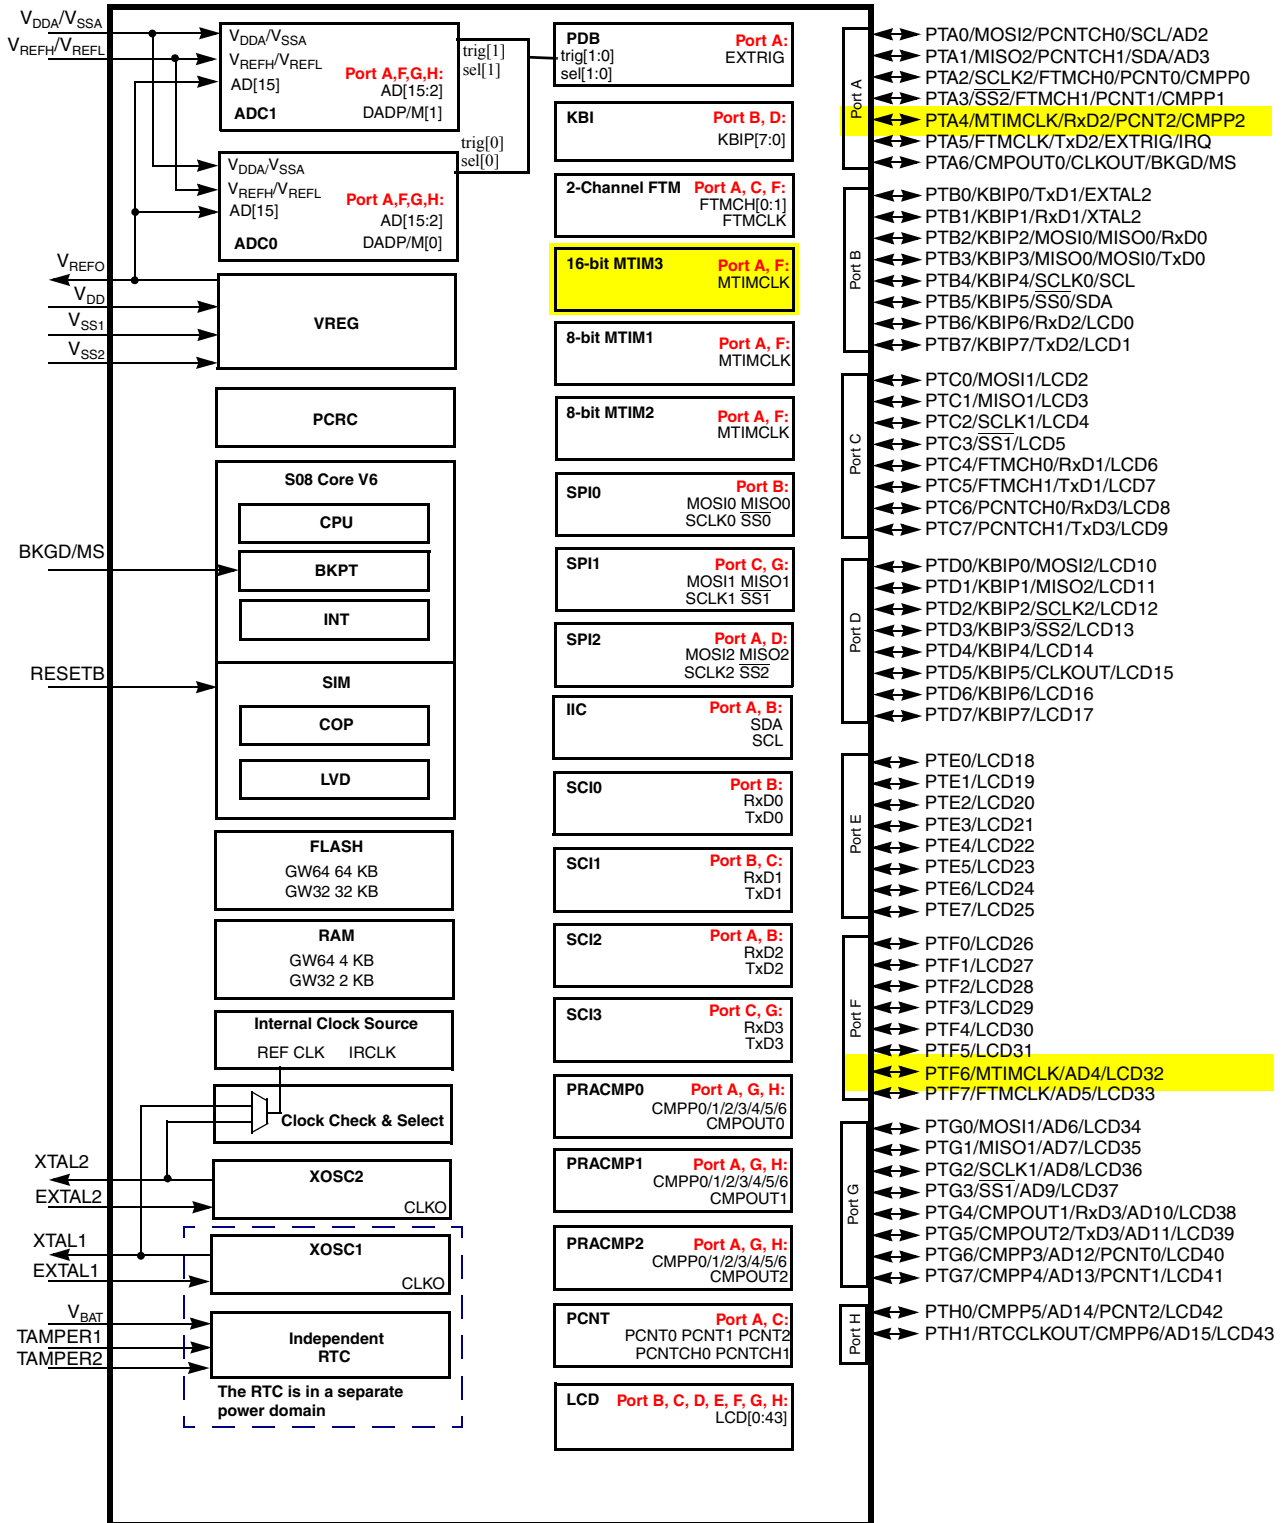 V_DDA/V_SSA
V_REFH/V_REFL
V_DDA/V_SSA
V_REFH/V_REFL
AD[15]
Port A,F,G,H:
AD[15:2]
ADC1
DADP/M[1]
trig[1]
sel[1]
V_DDA/V_SSA
V_REFH/V_REFL
AD[15]
Port A,F,G,H:
AD[15:2]
ADC0
DADP/M[0]
trig[0]
sel[0]
V_REFO
V_DD
V_SS1
V_SS2
VREG
PCRC
S08 Core V6
CPU
BKGD/MS
BKPT
INT
RESETB
SIM
COP
LVD
FLASH
GW64 64 KB
GW32 32 KB
RAM
GW64 4 KB
GW32 2 KB
Internal Clock Source
REF CLK IRCLK
Clock Check & Select
XTAL2
EXTAL2
XOSC2
CLKO
XTAL1
EXTAL1
XOSC1
CLKO
V_BAT
TAMPER1
TAMPER2
Independent
RTC
The RTC is in a separate
power domain
PDB Port A:
trig[1:0] EXTRIG
sel[1:0]
KBI Port B, D:
KBIP[7:0]
2-Channel FTM Port A, C, F:
FTMCH[0:1]
FTMCLK
16-bit MTIM3 Port A, F:
MTIMCLK
8-bit MTIM1 Port A, F:
MTIMCLK
8-bit MTIM2 Port A, F:
MTIMCLK
SPI0 Port B:
MOSI0 MISO0
SCLK0 SS0
SPI1 Port C, G:
MOSI1 MISO1
SCLK1 SS1
SPI2 Port A, D:
MOSI2 MISO2
SCLK2 SS2
IIC Port A, B:
SDA
SCL
SCI0 Port B:
RxD0
TxD0
SCI1 Port B, C:
RxD1
TxD1
SCI2 Port A, B:
RxD2
TxD2
SCI3 Port C, G:
RxD3
TxD3
PRACMP0 Port A, G, H:
CMPP0/1/2/3/4/5/6
CMPOUT0
PRACMP1 Port A, G, H:
CMPP0/1/2/3/4/5/6
CMPOUT1
PRACMP2 Port A, G, H:
CMPP0/1/2/3/4/5/6
CMPOUT2
PCNT Port A, C:
PCNT0 PCNT1 PCNT2
PCNTCH0 PCNTCH1
LCD Port B, C, D, E, F, G, H:
LCD[0:43]
Port A
PTA0/MOSI2/PCNTCH0/SCL/AD2
PTA1/MISO2/PCNTCH1/SDA/AD3
PTA2/SCLK2/FTMCH0/PCNT0/CMPP0
PTA3/SS2/FTMCH1/PCNT1/CMPP1
PTA4/MTIMCLK/RxD2/PCNT2/CMPP2
PTA5/FTMCLK/TxD2/EXTRIG/IRQ
PTA6/CMPOUT0/CLKOUT/BKGD/MS
Port B
PTB0/KBIP0/TxD1/EXTAL2
PTB1/KBIP1/RxD1/XTAL2
PTB2/KBIP2/MOSI0/MISO0/RxD0
PTB3/KBIP3/MISO0/MOSI0/TxD0
PTB4/KBIP4/SCLK0/SCL
PTB5/KBIP5/SS0/SDA
PTB6/KBIP6/RxD2/LCD0
PTB7/KBIP7/TxD2/LCD1
Port C
PTC0/MOSI1/LCD2
PTC1/MISO1/LCD3
PTC2/SCLK1/LCD4
PTC3/SS1/LCD5
PTC4/FTMCH0/RxD1/LCD6
PTC5/FTMCH1/TxD1/LCD7
PTC6/PCNTCH0/RxD3/LCD8
PTC7/PCNTCH1/TxD3/LCD9
Port D
PTD0/KBIP0/MOSI2/LCD10
PTD1/KBIP1/MISO2/LCD11
PTD2/KBIP2/SCLK2/LCD12
PTD3/KBIP3/SS2/LCD13
PTD4/KBIP4/LCD14
PTD5/KBIP5/CLKOUT/LCD15
PTD6/KBIP6/LCD16
PTD7/KBIP7/LCD17
Port E
PTE0/LCD18
PTE1/LCD19
PTE2/LCD20
PTE3/LCD21
PTE4/LCD22
PTE5/LCD23
PTE6/LCD24
PTE7/LCD25
Port F
PTF0/LCD26
PTF1/LCD27
PTF2/LCD28
PTF3/LCD29
PTF4/LCD30
PTF5/LCD31
PTF6/MTIMCLK/AD4/LCD32
PTF7/FTMCLK/AD5/LCD33
Port G
PTG0/MOSI1/AD6/LCD34
PTG1/MISO1/AD7/LCD35
PTG2/SCLK1/AD8/LCD36
PTG3/SS1/AD9/LCD37
PTG4/CMPOUT1/RxD3/AD10/LCD38
PTG5/CMPOUT2/TxD3/AD11/LCD39
PTG6/CMPP3/AD12/PCNT0/LCD40
PTG7/CMPP4/AD13/PCNT1/LCD41
Port H
PTH0/CMPP5/AD14/PCNT2/LCD42
PTH1/RTCCLKOUT/CMPP6/AD15/LCD43